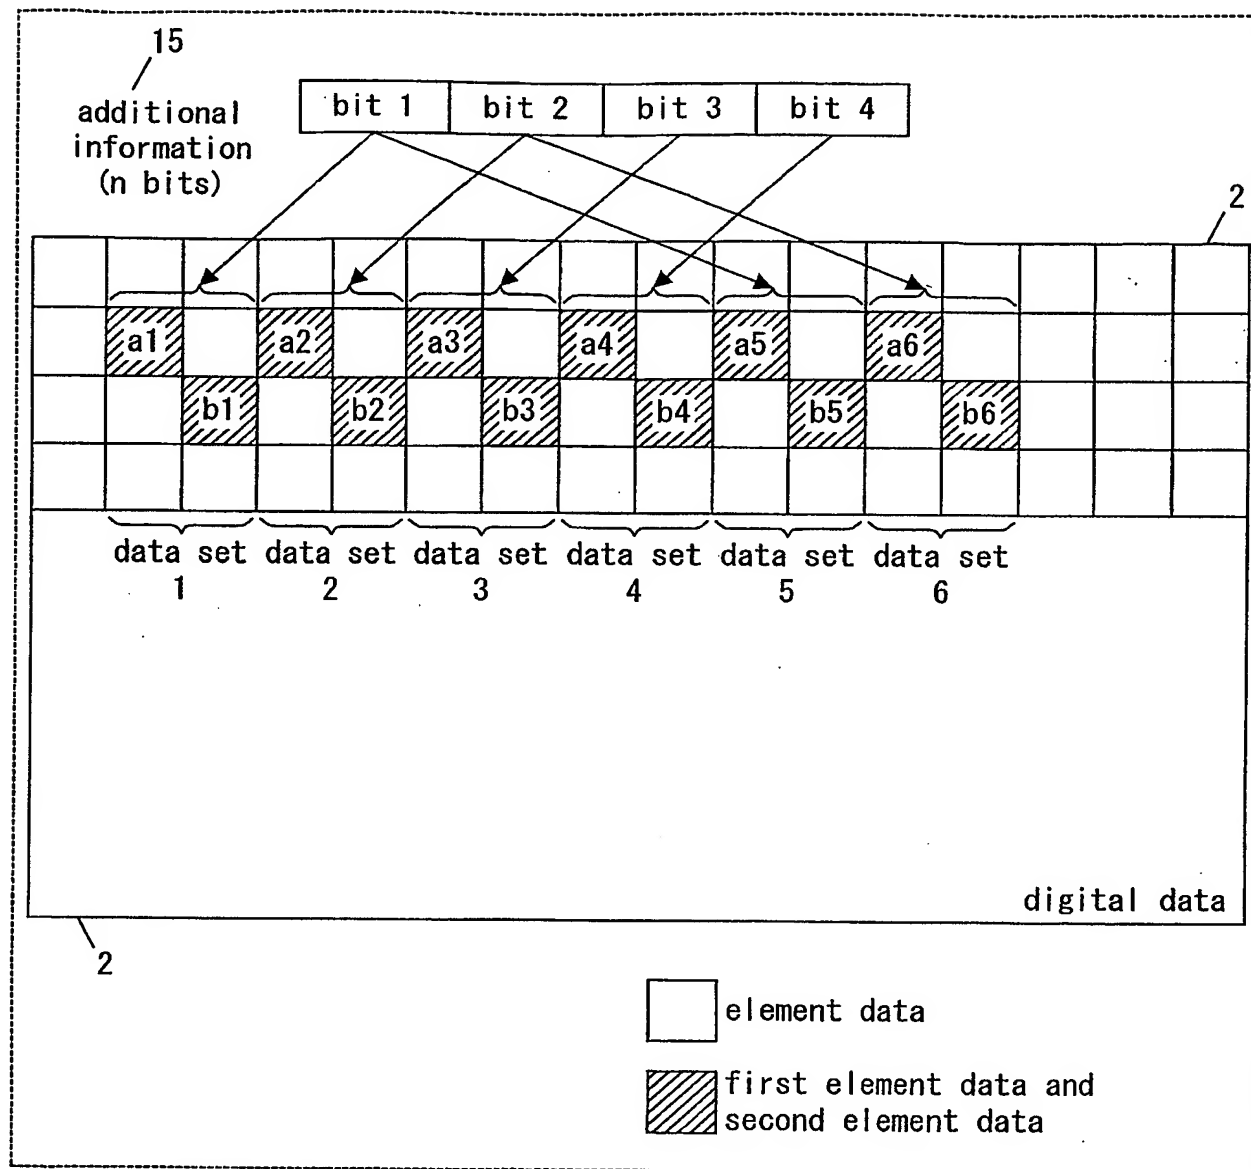 15
additional
information
(n bits)
bit 1 bit 2 bit 3 bit 4
2
a1 a2 a3 a4 a5 a6
b1 b2 b3 b4 b5 b6
data set data set data set data set data set data set
1 2 3 4 5 6
digital data
2
element data
first element data and
second element data